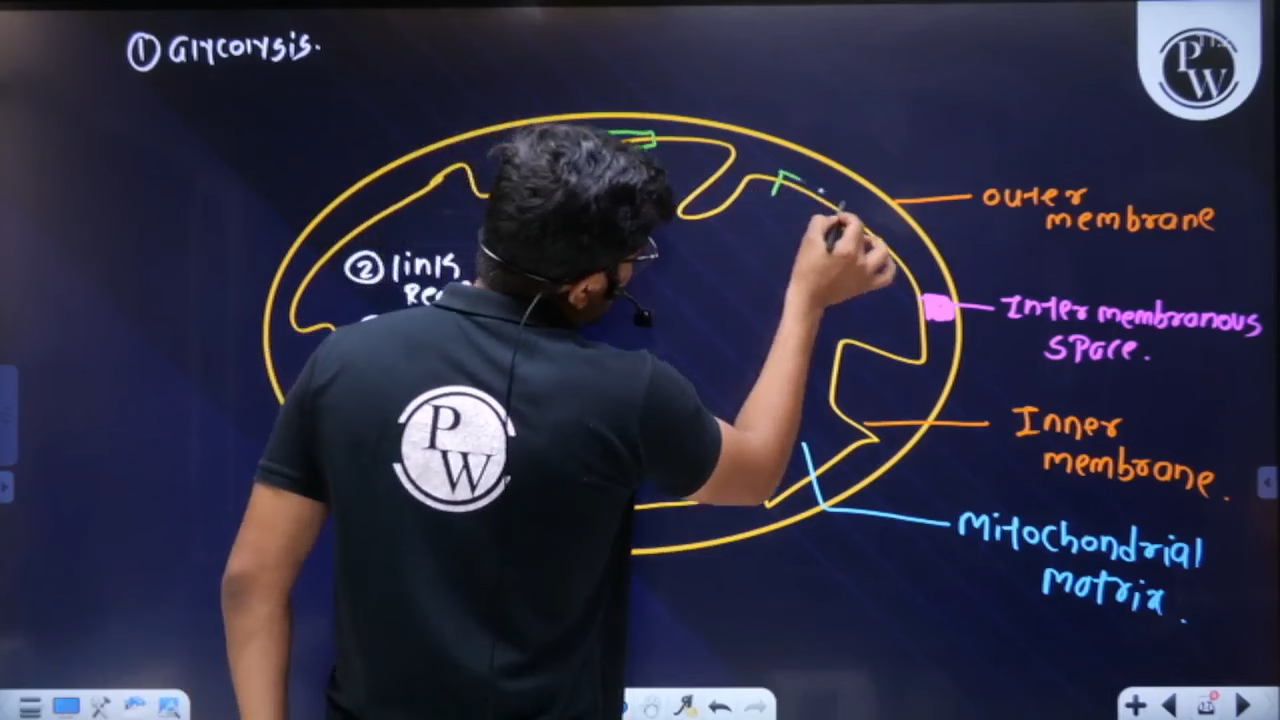 ① Glycolysis.
PW
outer
membrane
② link
Inter membranous
space.
PW
Inner
membrane.
Mitochondrial
matrix.